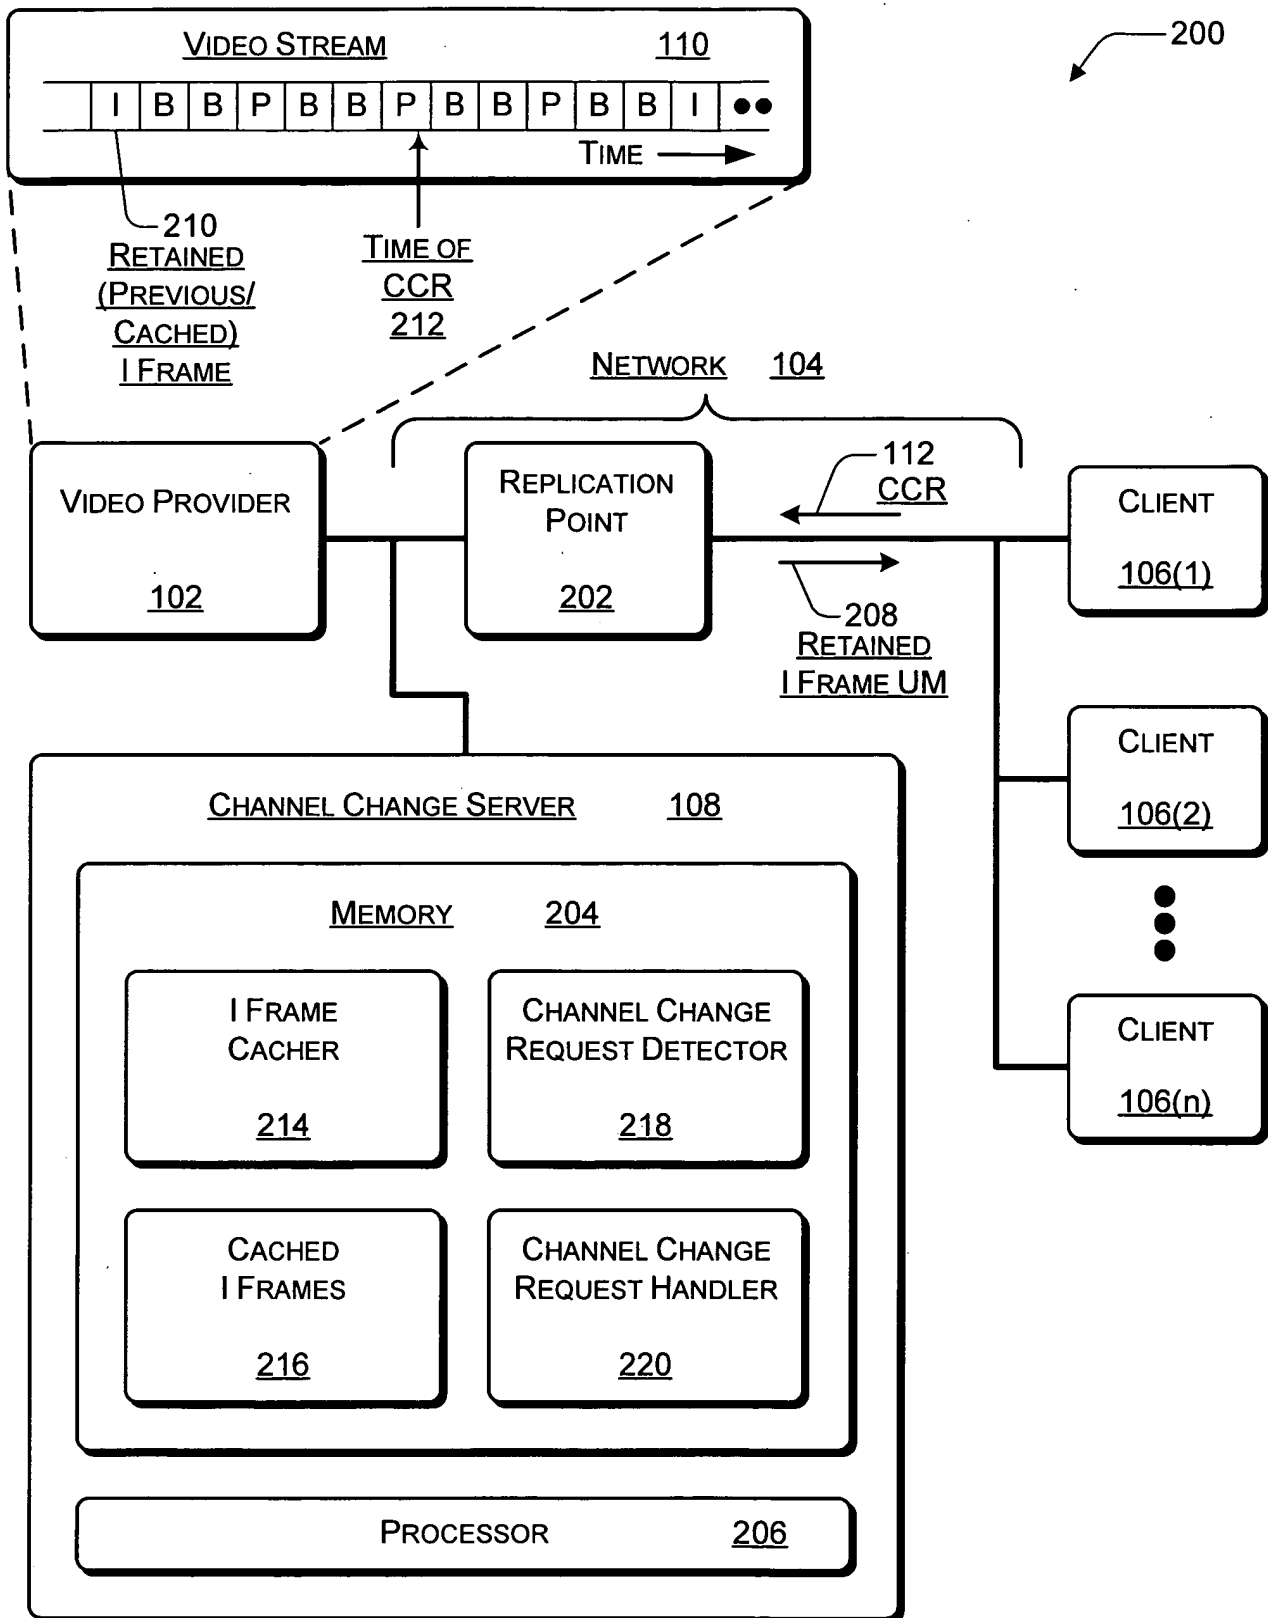 VIDEO STREAM 110
I B B P B B P B B P B B I
TIME
200
210
RETAINED
(PREVIOUS/
CACHED)
I FRAME
TIME OF
CCR
212
NETWORK 104
VIDEO PROVIDER
102
REPLICATION
POINT
202
112
CCR
208
RETAINED
I FRAME UM
CLIENT
106(1)
CLIENT
106(2)
CLIENT
106(n)
CHANNEL CHANGE SERVER 108
MEMORY 204
I FRAME
CACHER
214
CHANNEL CHANGE
REQUEST DETECTOR
218
CACHED
I FRAMES
216
CHANNEL CHANGE
REQUEST HANDLER
220
PROCESSOR 206